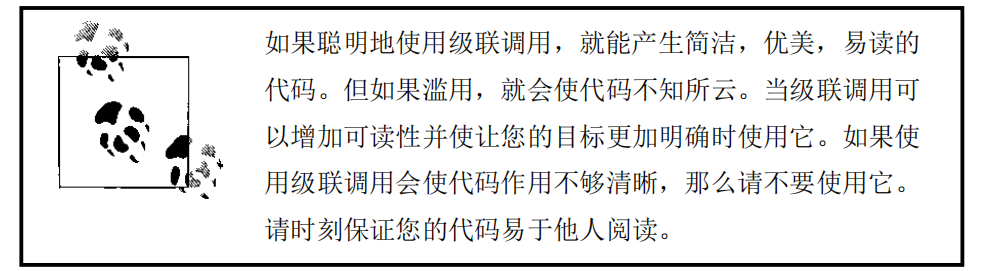 如果聪明地使用级联调用，就能产生简洁，优美，易读的
代码。但如果滥用，就会使代码不知所云。当级联调用可
以增加可读性并使让您的目标更加明确时使用它。如果使
用级联调用会使代码作用不够清晰，那么请不要使用它。
请时刻保证您的代码易于他人阅读。